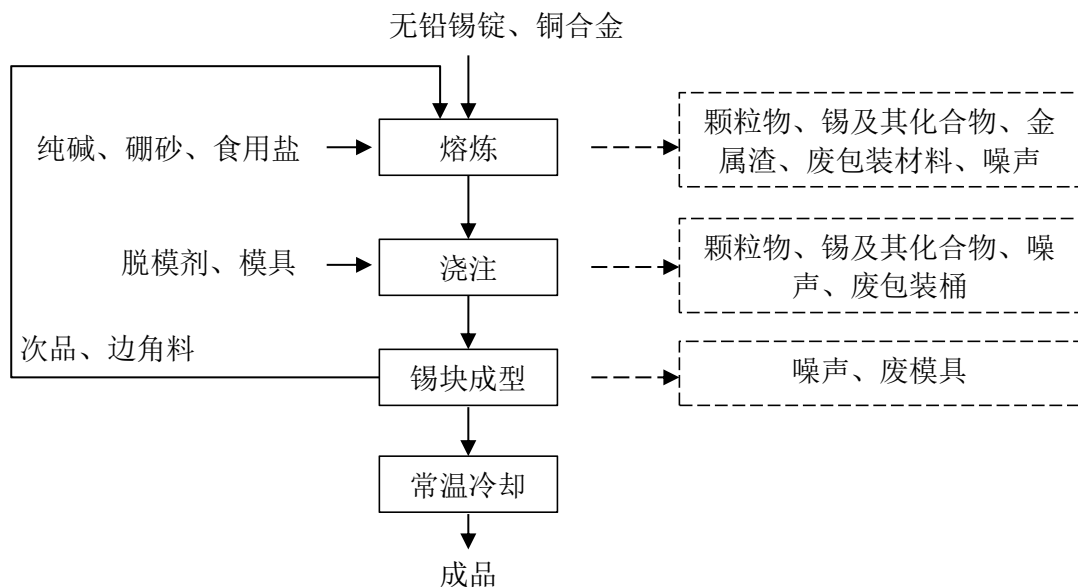 无铅锡锭、铜合金
纯碱、硼砂、食用盐
熔炼
颗粒物、锡及其化合物、金
属渣、废包装材料、噪声
脱模剂、模具
浇注
颗粒物、锡及其化合物、噪
声、废包装桶
次品、边角料
锡块成型
噪声、废模具
常温冷却
成品